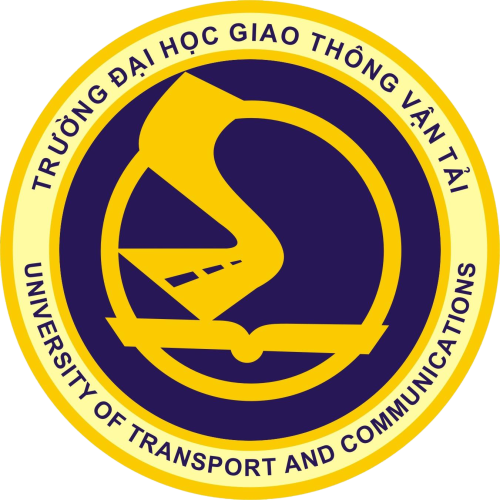 TRƯỜNG ĐẠI HỌC GIAO THÔNG VẬN TẢI
UNIVERSITY OF TRANSPORT AND COMMUNICATIONS